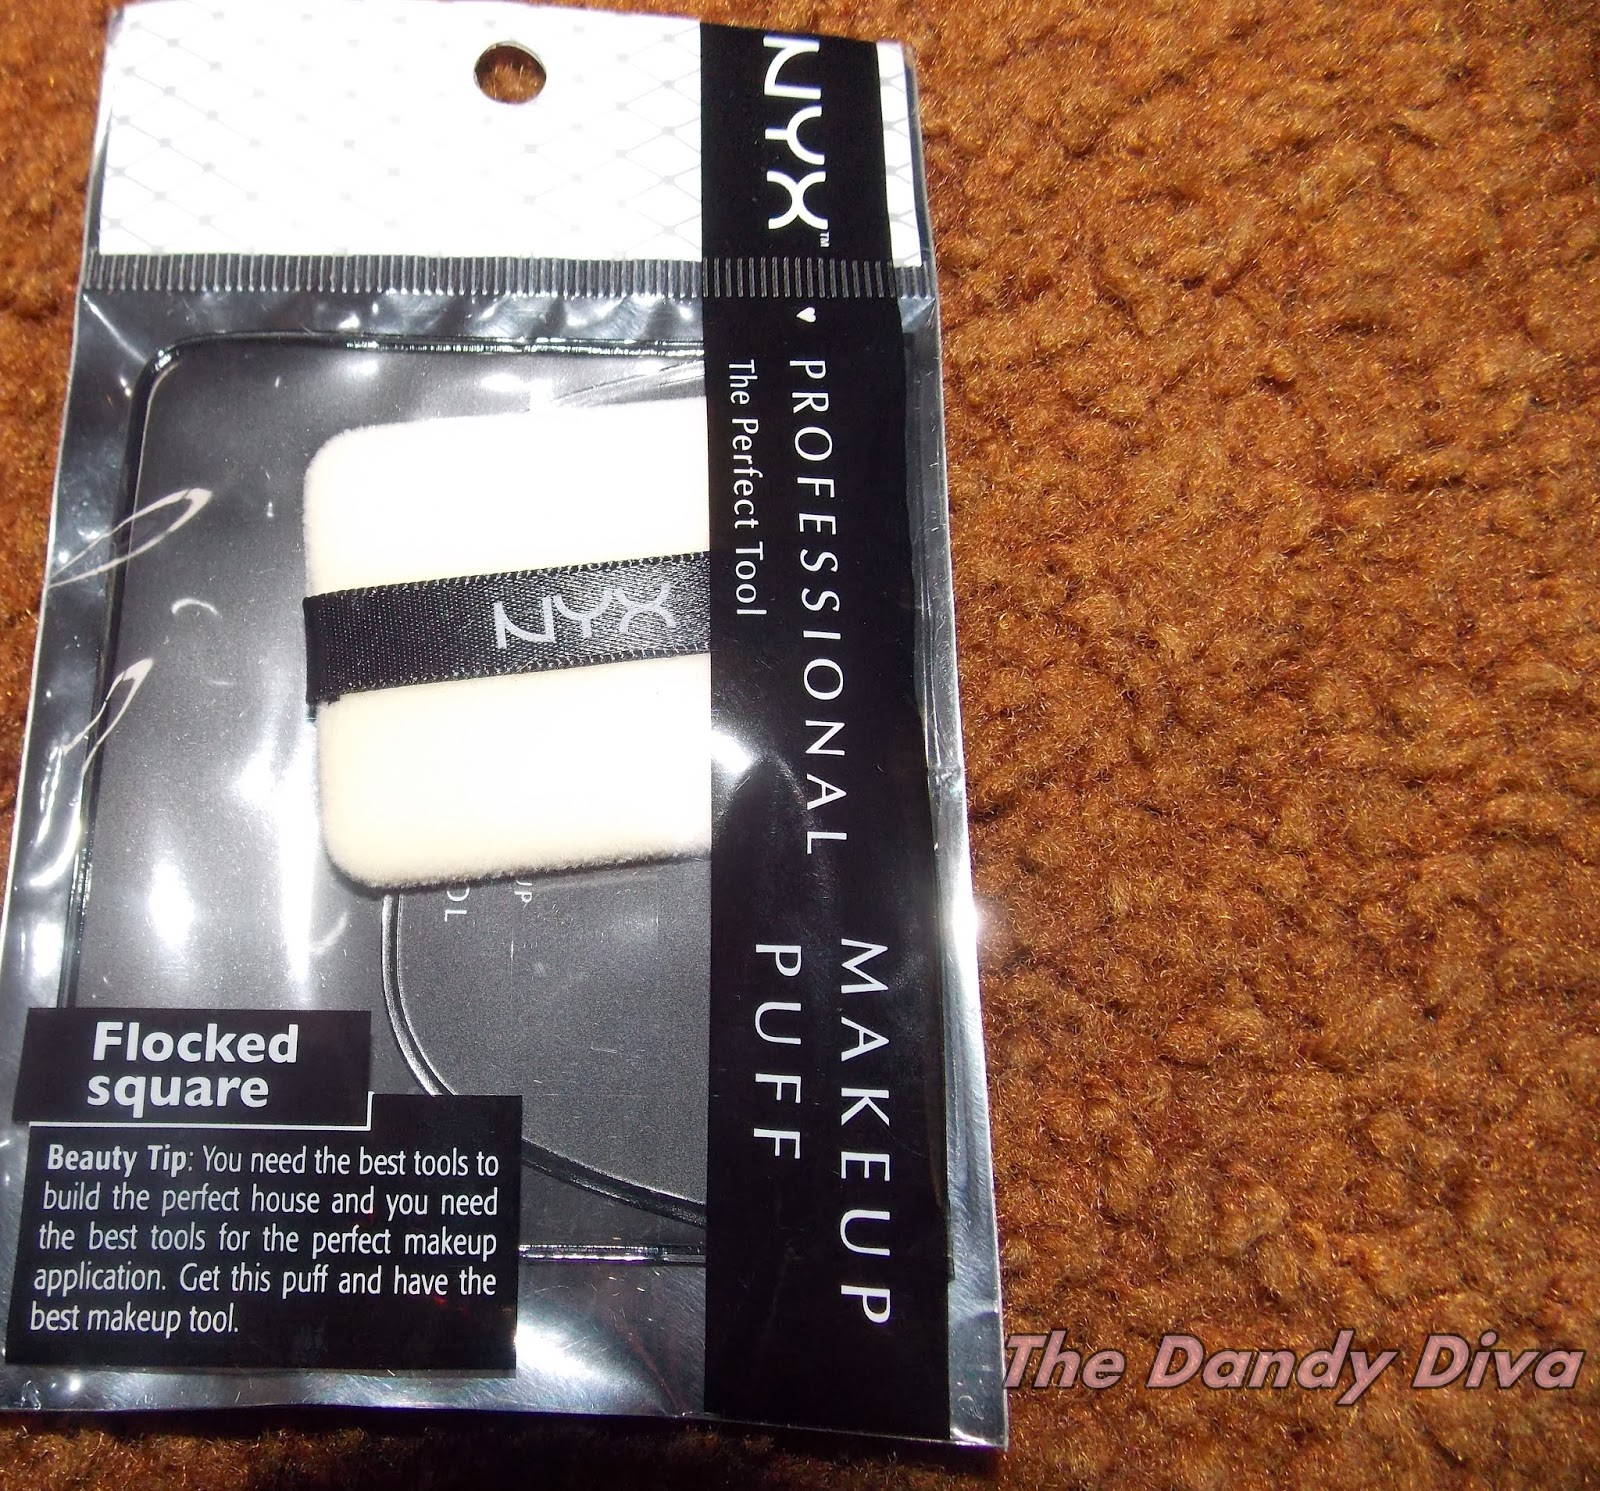 NYX™ ♥ PROFESSIONAL MAKEUP
PUFF
The Perfect Tool
NYX
UP
OL
Flocked
square
Beauty Tip: You need the best tools to
build the perfect house and you need
the best tools for the perfect makeup
application. Get this puff and have the
best makeup tool.
The Dandy Diva